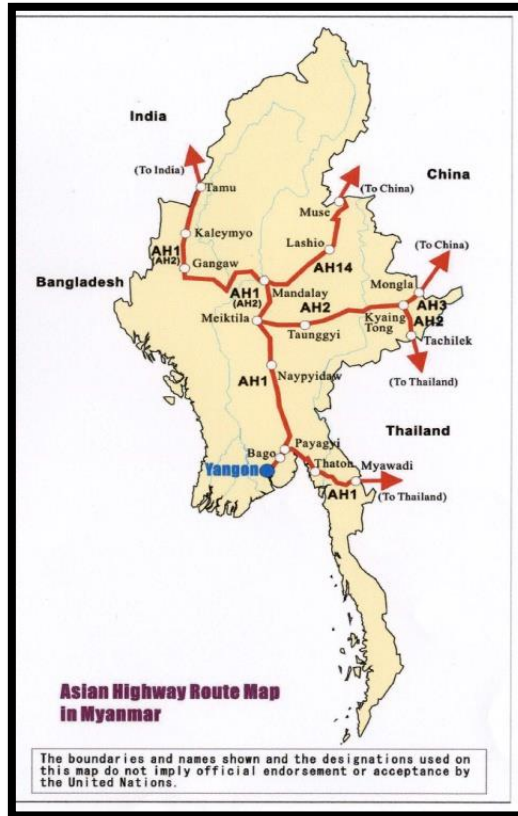 India
(To India)
Tamu
China
(To China)
Muse
Kaleymyo
Lashio
(To China)
AH1
(AH2)
Gangaw
AH14
Bangladesh
Mongla
AH1
(AH2)
Mandalay
AH2
AH3
Meiktila
Kyaing
Tong
AH2
Taunggyi
Tachilek
AH1
Naypyidaw
(To Thailand)
Thailand
Payagyi
Bago
Yangon
Thaton
Myawadi
AH1
(To Thailand)
Asian Highway Route Map
in Myanmar
The boundaries and names shown and the designations used on
this map do not imply official endorsement or acceptance by
the United Nations.